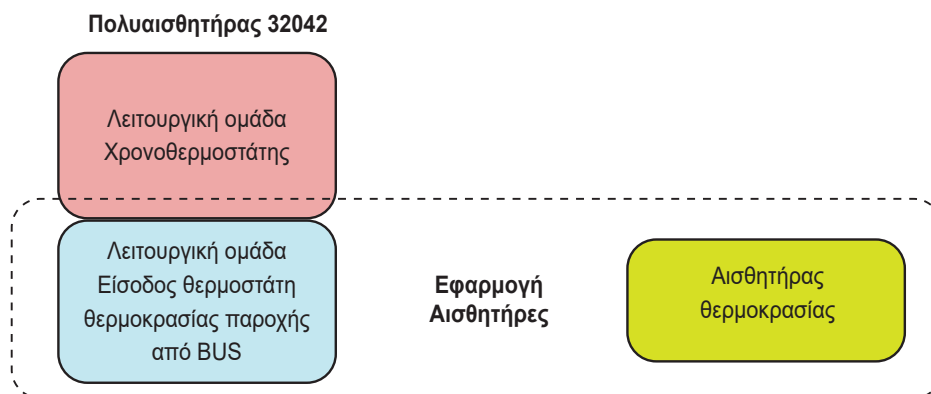 Πολυαισθητήρας 32042
Λειτουργική ομάδα
Χρονοθερμοστάτης
Λειτουργική ομάδα
Είσοδος θερμοστάτη
θερμοκρασίας παροχής
από BUS
Εφαρμογή
Αισθητήρες
Αισθητήρας
θερμοκρασίας